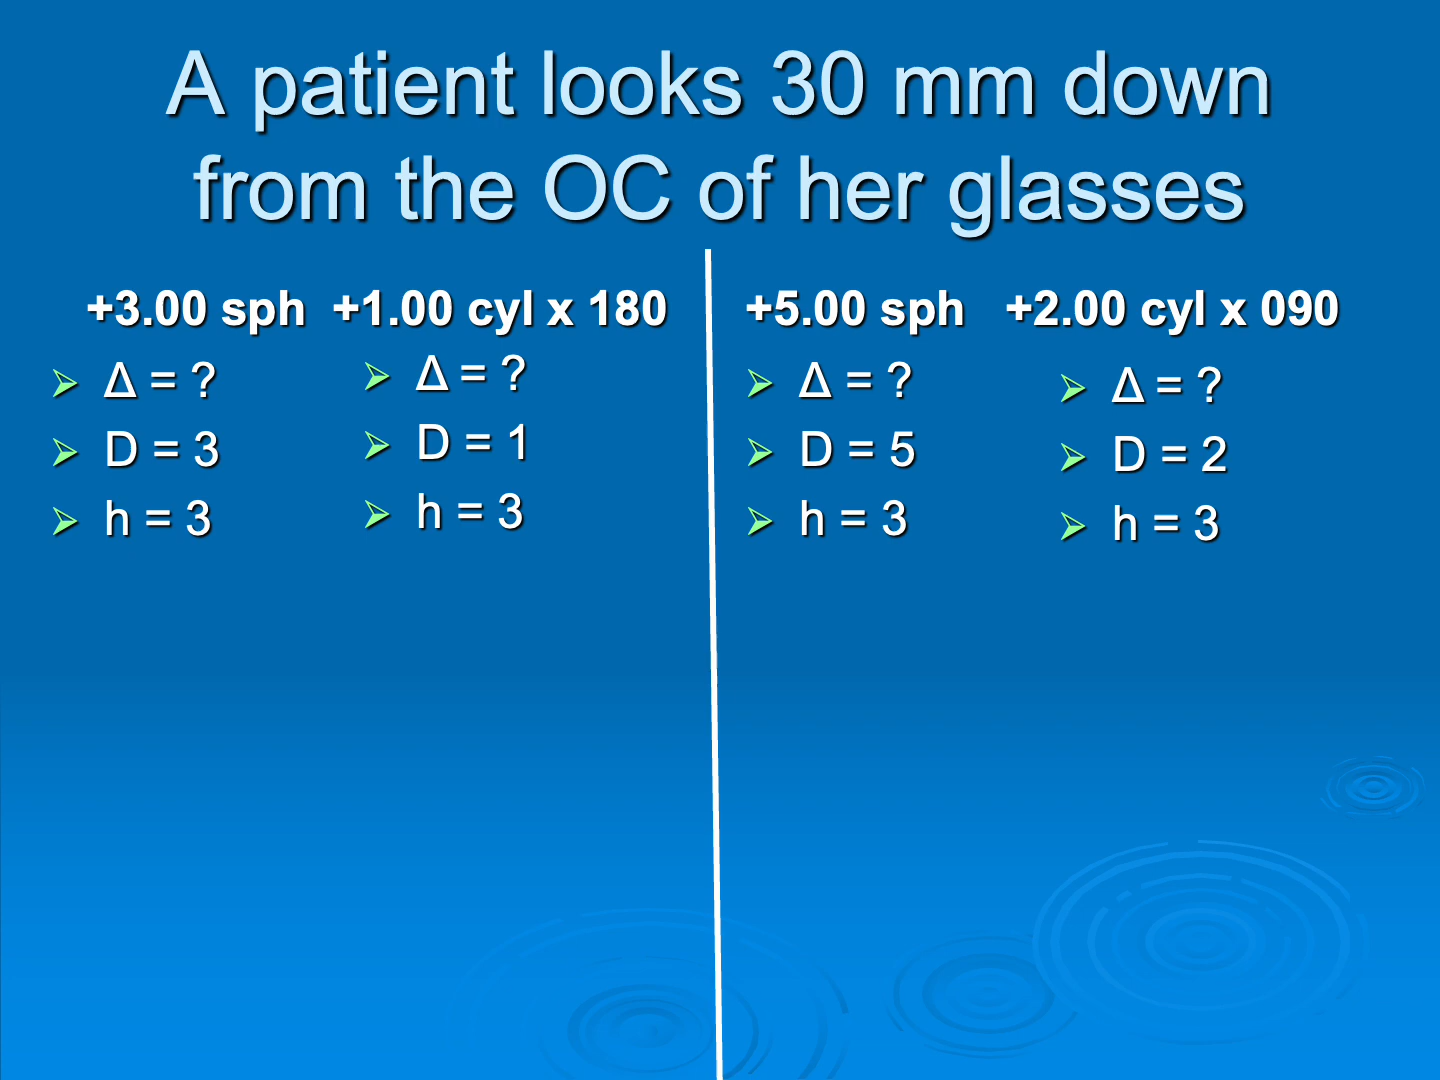 A patient looks 30 mm down
from the OC of her glasses
+3.00 sph +1.00 cyl x 180
Δ = ?
D = 3
h = 3
Δ = ?
D = 1
h = 3
+5.00 sph +2.00 cyl x 090
Δ = ?
D = 5
h = 3
Δ = ?
D = 2
h = 3